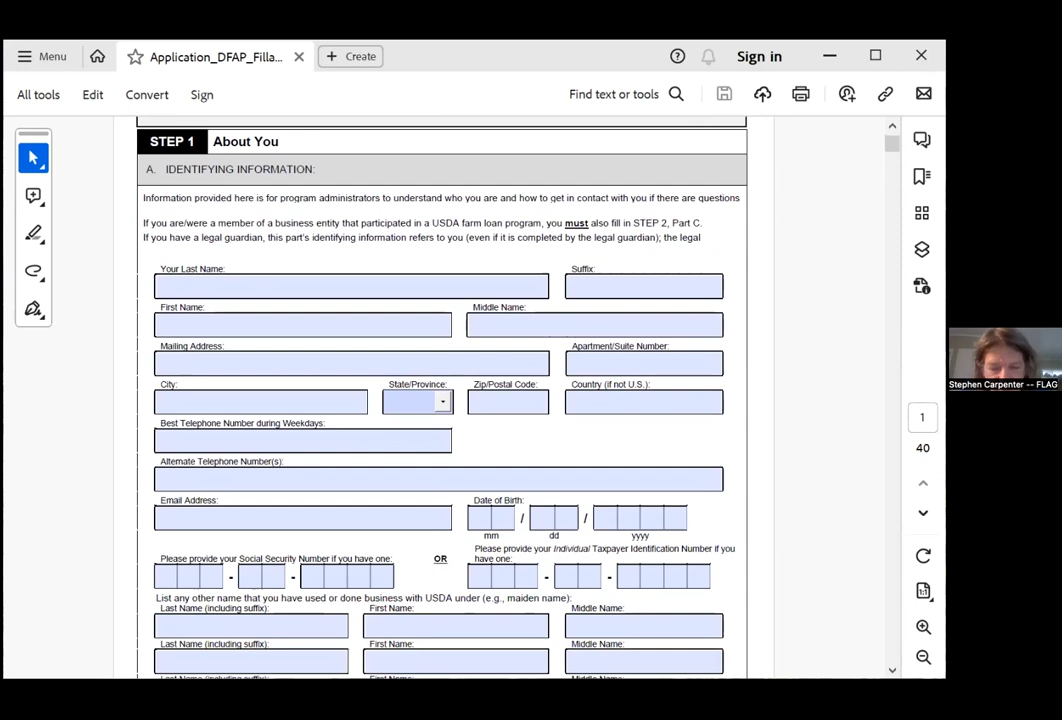 Menu
Application_DFAP_Filla...
Create
Sign in
All tools
Edit
Convert
Sign
Find text or tools
STEP 1 About You
A. IDENTIFYING INFORMATION:
Information provided here is for program administrators to understand who you are and how to get in contact with you if there are questions
If you are/were a member of a business entity that participated in a USDA farm loan program, you must also fill in STEP 2, Part C.
If you have a legal guardian, this part's identifying information refers to you (even if it is completed by the legal guardian); the legal
Your Last Name: Suffix:
First Name: Middle Name:
Mailing Address: Apartment/Suite Number:
City: State/Province: Zip/Postal Code: Country (if not U.S.):
Best Telephone Number during Weekdays:
Alternate Telephone Number(s):
Email Address: Date of Birth:
/ /
mm dd yyyy
Please provide your Social Security Number if you have one: OR Please provide your Individual Taxpayer Identification Number if you
have one:
- - - -
List any other name that you have used or done business with USDA under (e.g., maiden name):
Last Name (including suffix): First Name: Middle Name:
Last Name (including suffix): First Name: Middle Name:
Stephen Carpenter -- FLAG
1
40
1:1